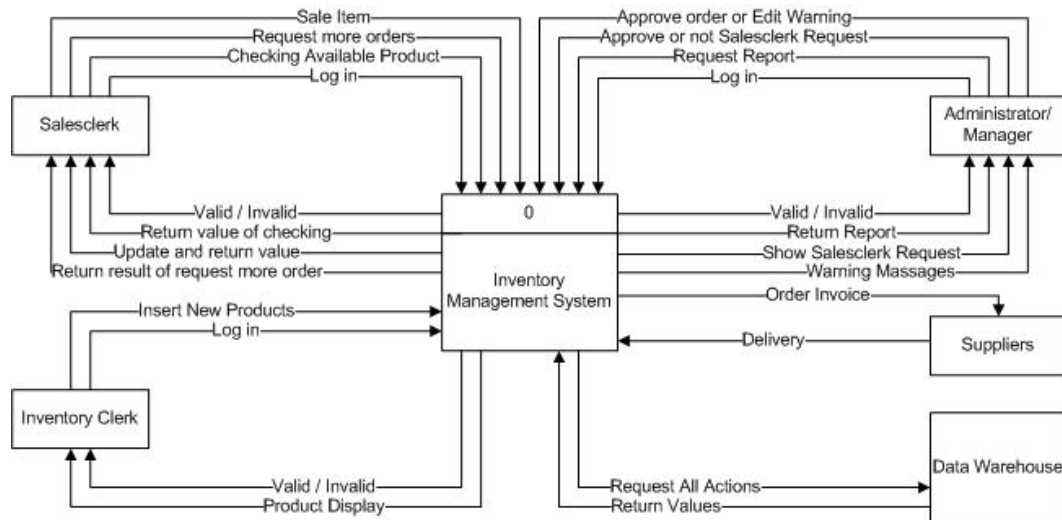 Sale Item
Request more orders
Checking Available Product
Log in
Salesclerk
Valid / Invalid
Return value of checking
Update and return value
Return result of request more order
Approve order or Edit Warning
Approve or not Salesclerk Request
Request Report
Log in
Administrator/
Manager
Valid / Invalid
Return Report
Show Salesclerk Request
Warning Massages
0
Inventory
Management System
Order Invoice
Delivery
Suppliers
Insert New Products
Log in
Inventory Clerk
Valid / Invalid
Product Display
Request All Actions
Return Values
Data Warehouse